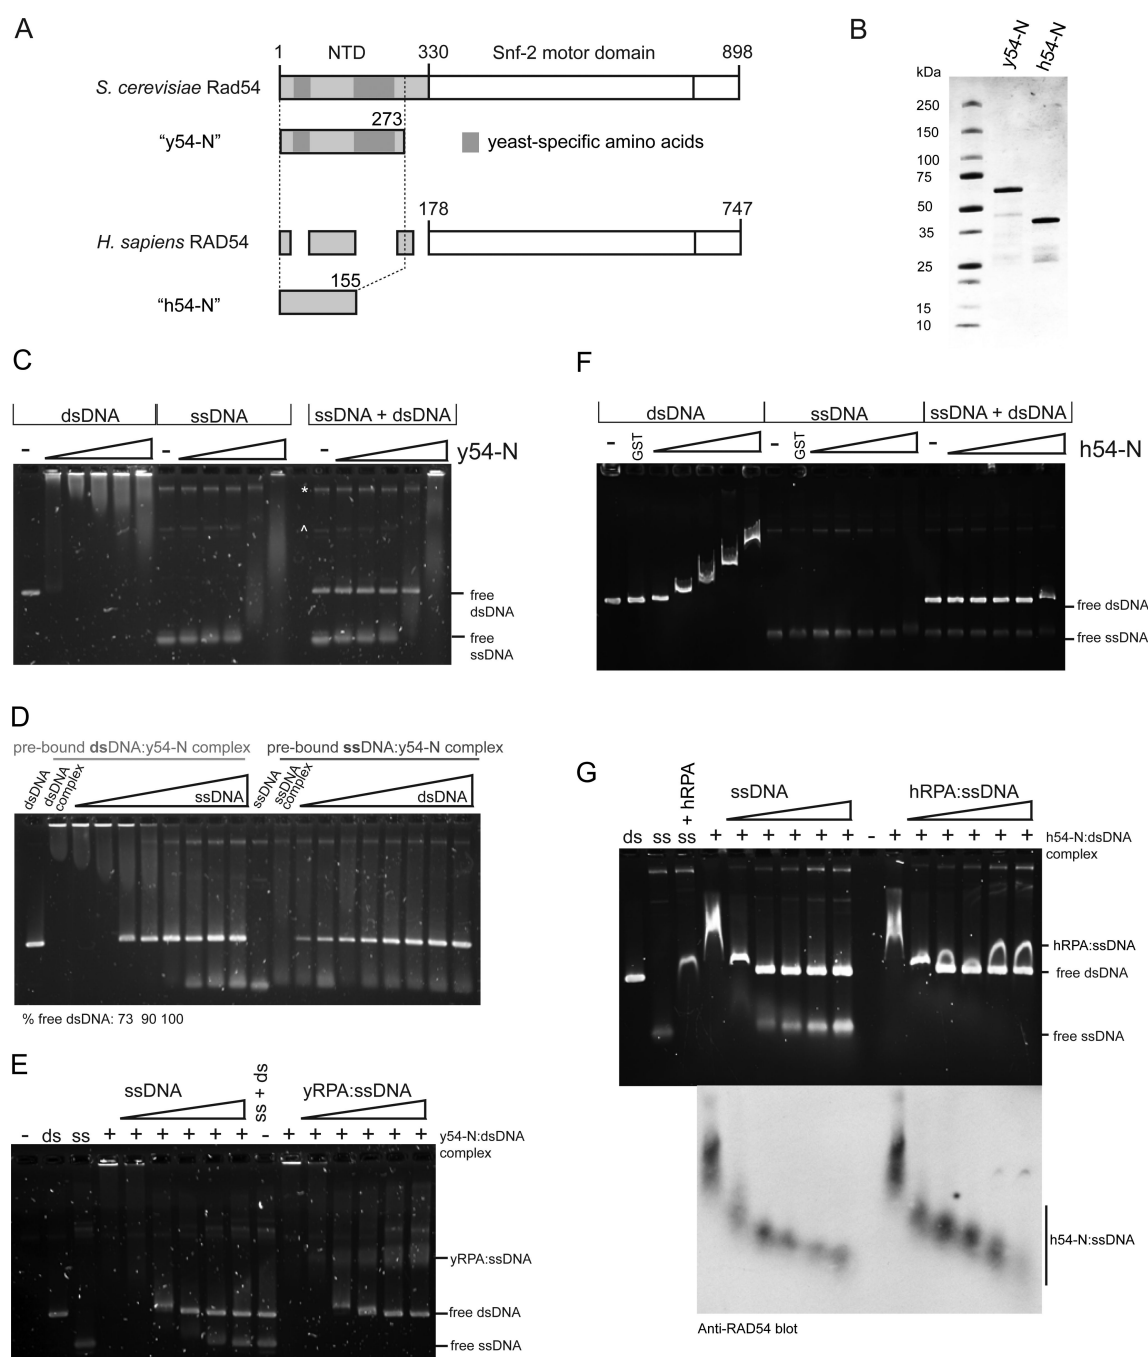 A
1 NTD 330 Snf-2 motor domain 898
S. cerevisiae Rad54
273
“y54-N”
yeast-specific amino acids
178 747
H. sapiens RAD54
155
“h54-N”
B
y54-N h54-N
kDa
250
150
100
75
50
35
25
15
10
C
dsDNA ssDNA ssDNA + dsDNA
- - - y54-N
*
^
free dsDNA
free ssDNA
F
dsDNA ssDNA ssDNA + dsDNA
- GST - GST - h54-N
free dsDNA
free ssDNA
D
pre-bound dsDNA:y54-N complex pre-bound ssDNA:y54-N complex
dsDNA dsDNA complex ssDNA ssDNA ssDNA complex dsDNA
% free dsDNA: 73 90 100
E
ssDNA ss + ds yRPA:ssDNA
- ds ss + + + + + + - + + + + + + y54-N:dsDNA complex
yRPA:ssDNA
free dsDNA
free ssDNA
G
ssDNA hRPA:ssDNA
ds ss ss + hRPA + + + + + + - + + + + + + h54-N:dsDNA complex
hRPA:ssDNA
free dsDNA
free ssDNA
h54-N:ssDNA
Anti-RAD54 blot